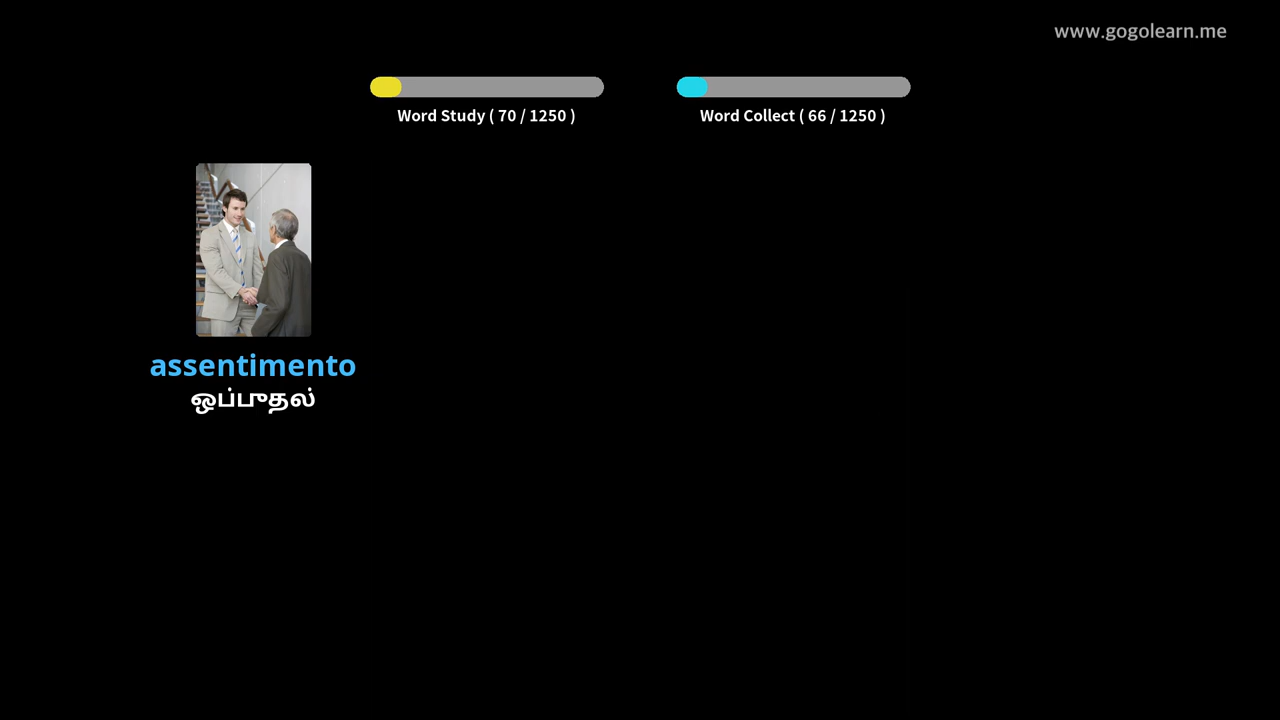 www.gogolearn.me
Word Study ( 70 / 1250 )
Word Collect ( 66 / 1250 )
assentimento
ஒப்புதல்